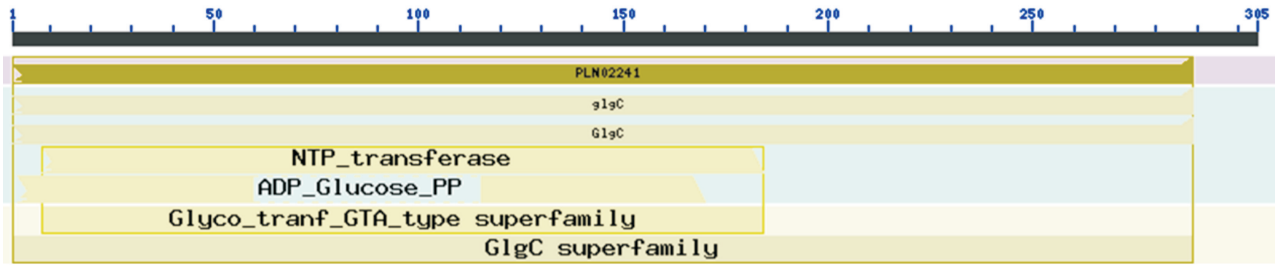 1 50 100 150 200 250 305
PLN02241
glgC
GlgC
NTP_transferase
ADP_Glucose_PP
Glyco_tranf_GTA_type superfamily
GlgC superfamily